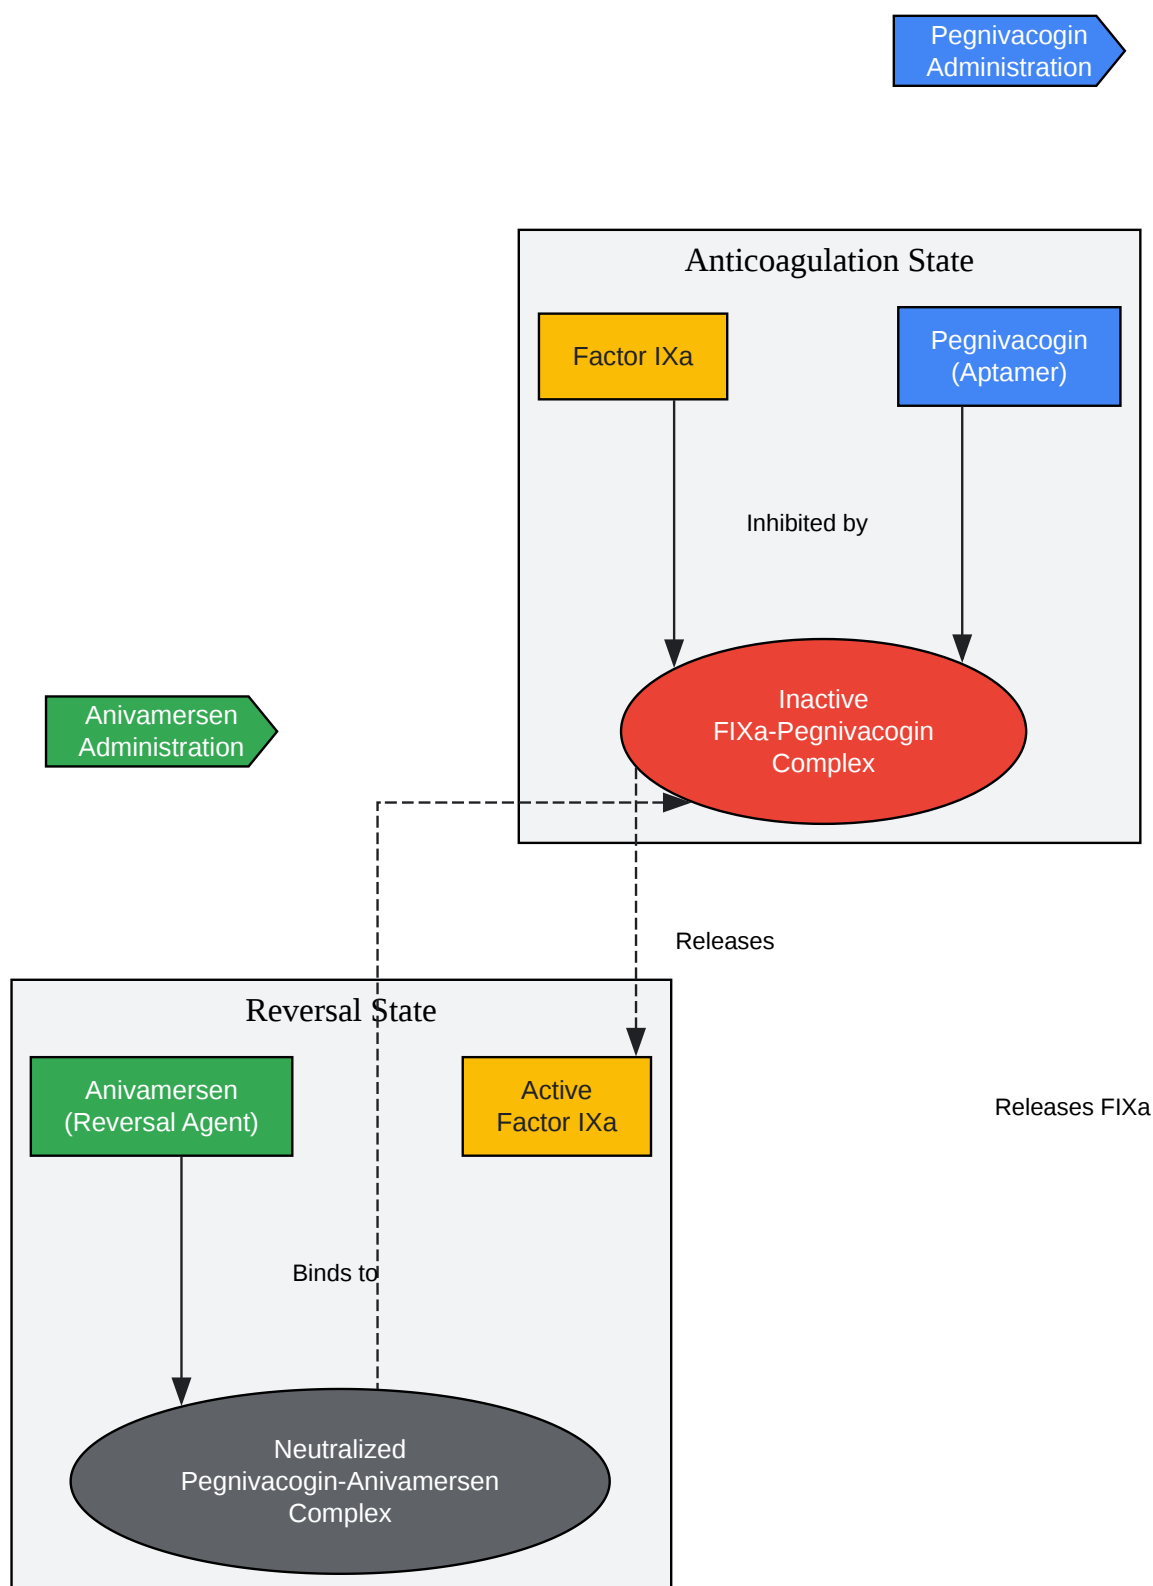 Pegnivacogin
Administration
Anticoagulation State
Factor IXa
Pegnivacogin
(Aptamer)
Inhibited by
Inactive
FIXa-Pegnivacogin
Complex
Anivamersen
Administration
Releases
Reversal State
Anivamersen
(Reversal Agent)
Active
Factor IXa
Releases FIXa
Binds to
Neutralized
Pegnivacogin-Anivamersen
Complex